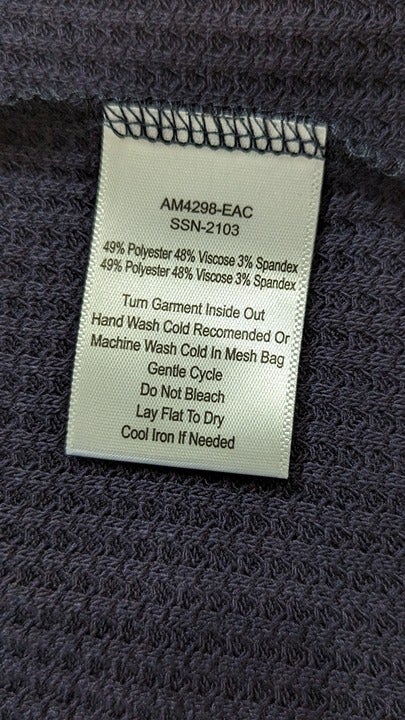 AM4298-EAC
SSN-2103
49% Polyester 48% Viscose 3% Spandex
49% Polyester 48% Viscose 3% Spandex
Turn Garment Inside Out
Hand Wash Cold Recomended Or
Machine Wash Cold In Mesh Bag
Gentle Cycle
Do Not Bleach
Lay Flat To Dry
Cool Iron If Needed